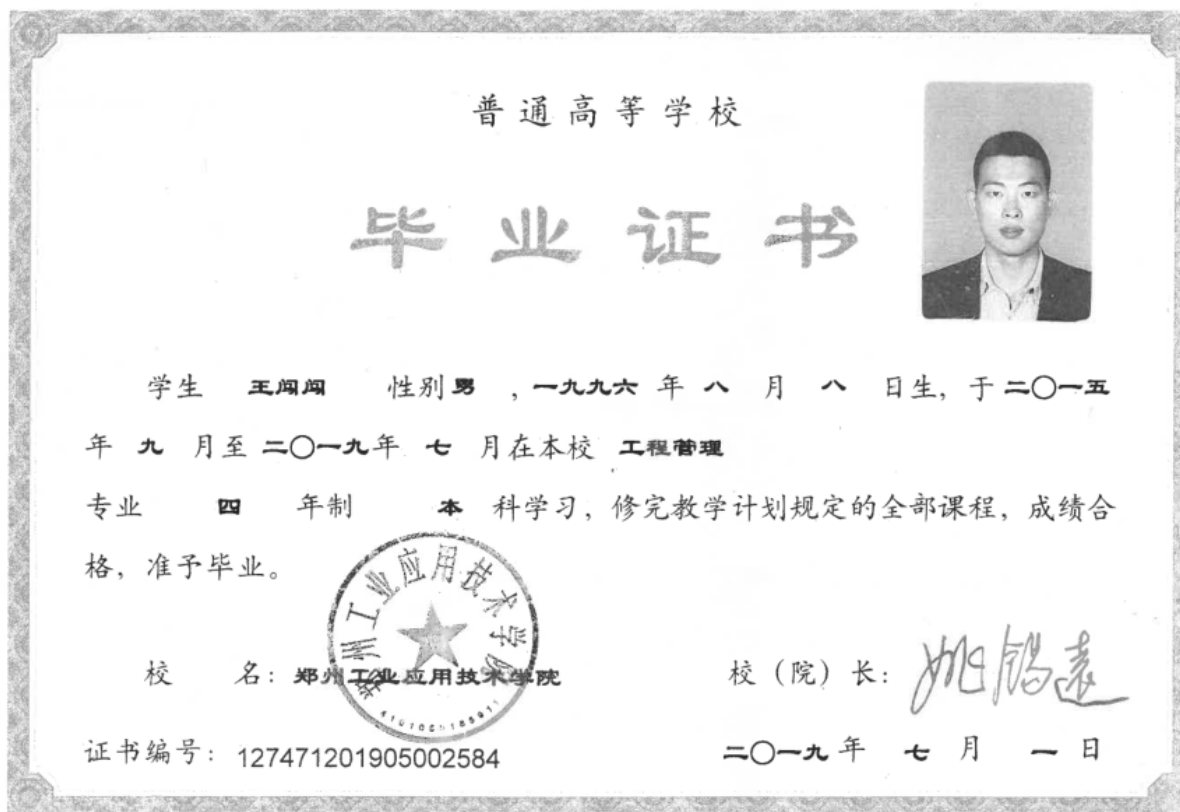 普通高等学校
毕业证书
学生 王闯闯 性别 男 ，一九九六 年 八 月 八 日生，于 二〇一五
年 九 月至 二〇一九 年 七 月在本校 工程管理
专业 四 年制 本 科学习，修完教学计划规定的全部课程，成绩合
格，准予毕业。
郑州工业应用技术学院
校 名：郑州工业应用技术学院 校（院）长：姚锡远
证书编号：127471201905002584 二〇一九 年 七 月 一 日